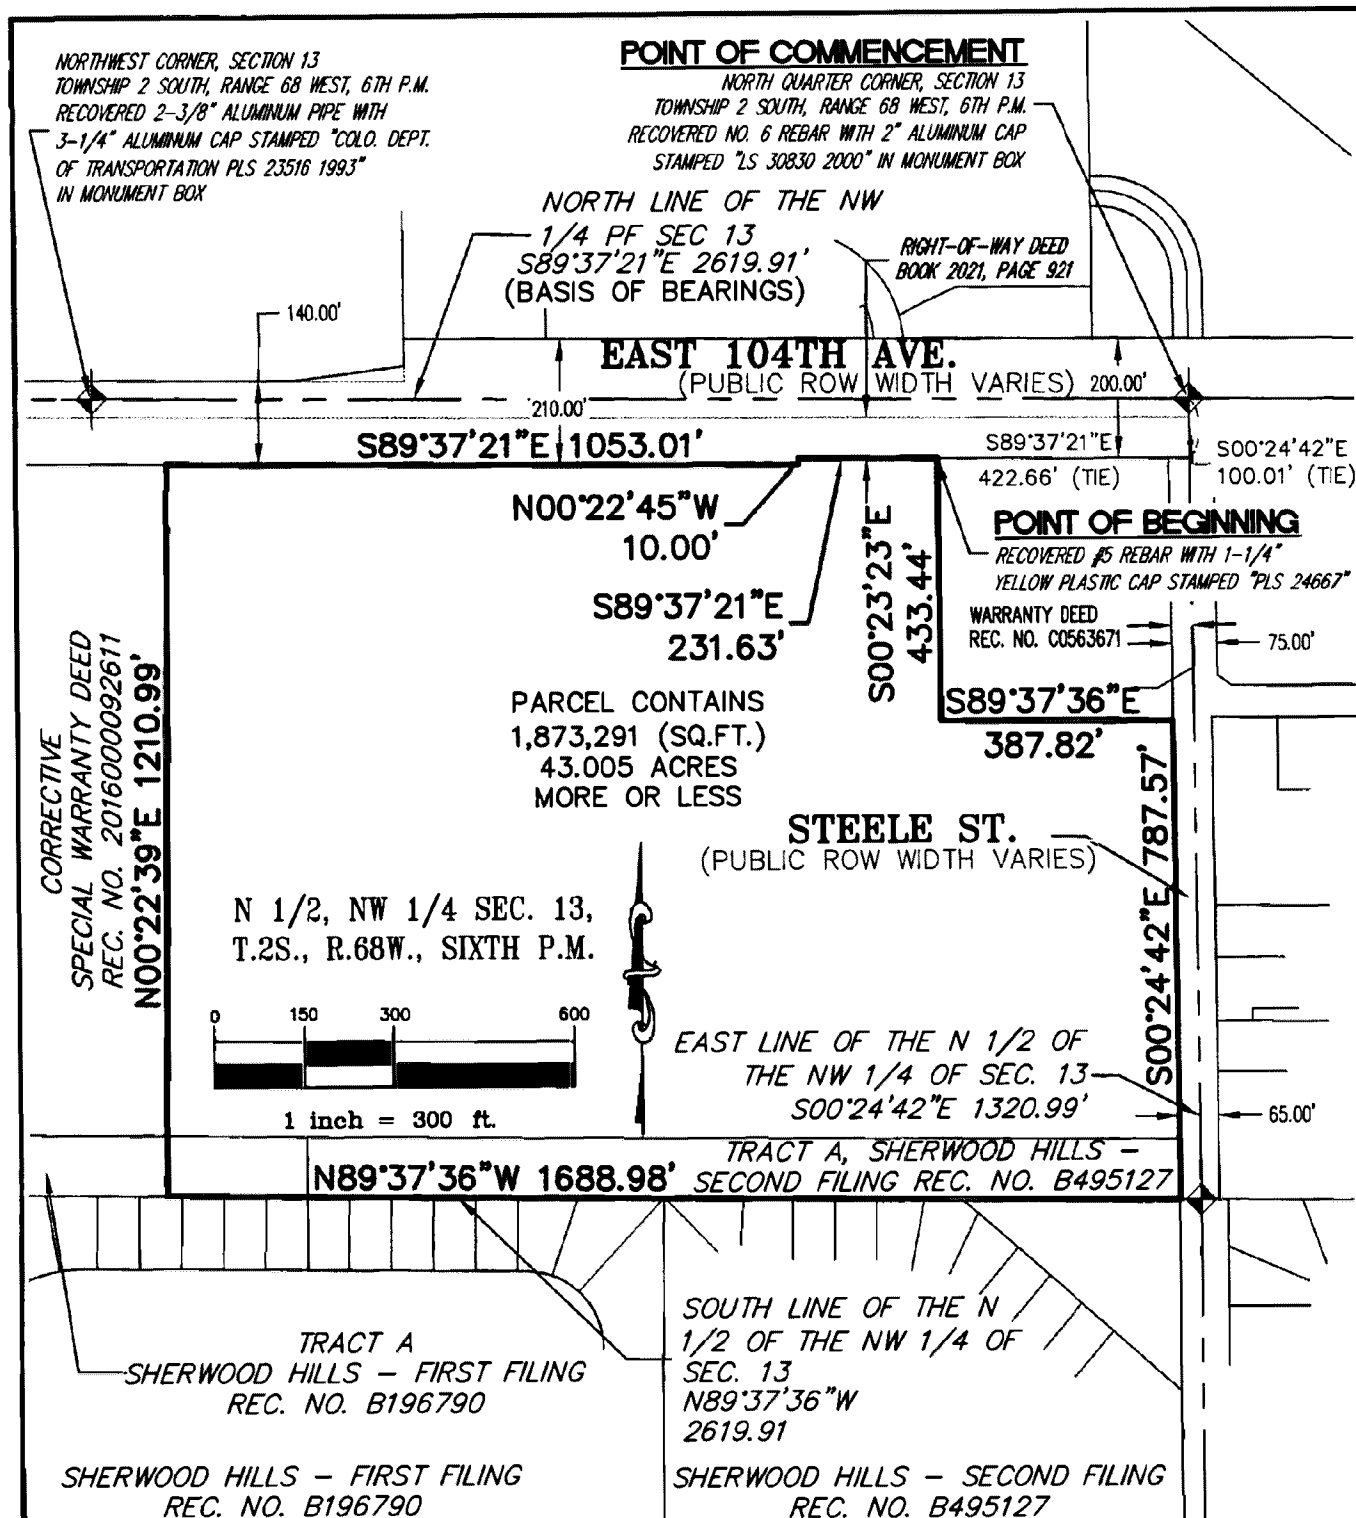 NORTHWEST CORNER, SECTION 13
TOWNSHIP 2 SOUTH, RANGE 68 WEST, 6TH P.M.
RECOVERED 2-3/8" ALUMINUM PIPE WITH
3-1/4" ALUMINUM CAP STAMPED "COLO. DEPT.
OF TRANSPORTATION PLS 23516 1993"
IN MONUMENT BOX
POINT OF COMMENCEMENT
NORTH QUARTER CORNER, SECTION 13
TOWNSHIP 2 SOUTH, RANGE 68 WEST, 6TH P.M.
RECOVERED NO. 6 REBAR WITH 2" ALUMINUM CAP
STAMPED "LS 30830 2000" IN MONUMENT BOX
NORTH LINE OF THE NW
1/4 PF SEC 13
S89°37'21"E 2619.91'
(BASIS OF BEARINGS)
RIGHT-OF-WAY DEED
BOOK 2021, PAGE 921
140.00'
EAST 104TH AVE.
(PUBLIC ROW WIDTH VARIES)
200.00'
210.00'
S89°37'21"E 1053.01'
S89°37'21"E
422.66' (TIE)
S00°24'42"E
100.01' (TIE)
N00°22'45"W
10.00'
S89°37'21"E
231.63'
S00°23'23"E
433.44'
POINT OF BEGINNING
RECOVERED #5 REBAR WITH 1-1/4"
YELLOW PLASTIC CAP STAMPED "PLS 24667"
WARRANTY DEED
REC. NO. C0563671
75.00'
S89°37'36"E
387.82'
CORRECTIVE
SPECIAL WARRANTY DEED
REC. NO. 2016000092611
N00°22'39"E 1210.99'
PARCEL CONTAINS
1,873,291 (SQ.FT.)
43.005 ACRES
MORE OR LESS
STEELE ST.
(PUBLIC ROW WIDTH VARIES)
S00°24'42"E 787.57'
N 1/2, NW 1/4 SEC. 13,
T.2S., R.68W., SIXTH P.M.
0 150 300 600
1 inch = 300 ft.
EAST LINE OF THE N 1/2 OF
THE NW 1/4 OF SEC. 13
S00°24'42"E 1320.99'
65.00'
TRACT A, SHERWOOD HILLS -
SECOND FILING REC. NO. B495127
N89°37'36"W 1688.98'
TRACT A
SHERWOOD HILLS - FIRST FILING
REC. NO. B196790
SOUTH LINE OF THE N
1/2 OF THE NW 1/4 OF
SEC. 13
N89°37'36"W
2619.91
SHERWOOD HILLS - FIRST FILING
REC. NO. B196790
SHERWOOD HILLS - SECOND FILING
REC. NO. B495127